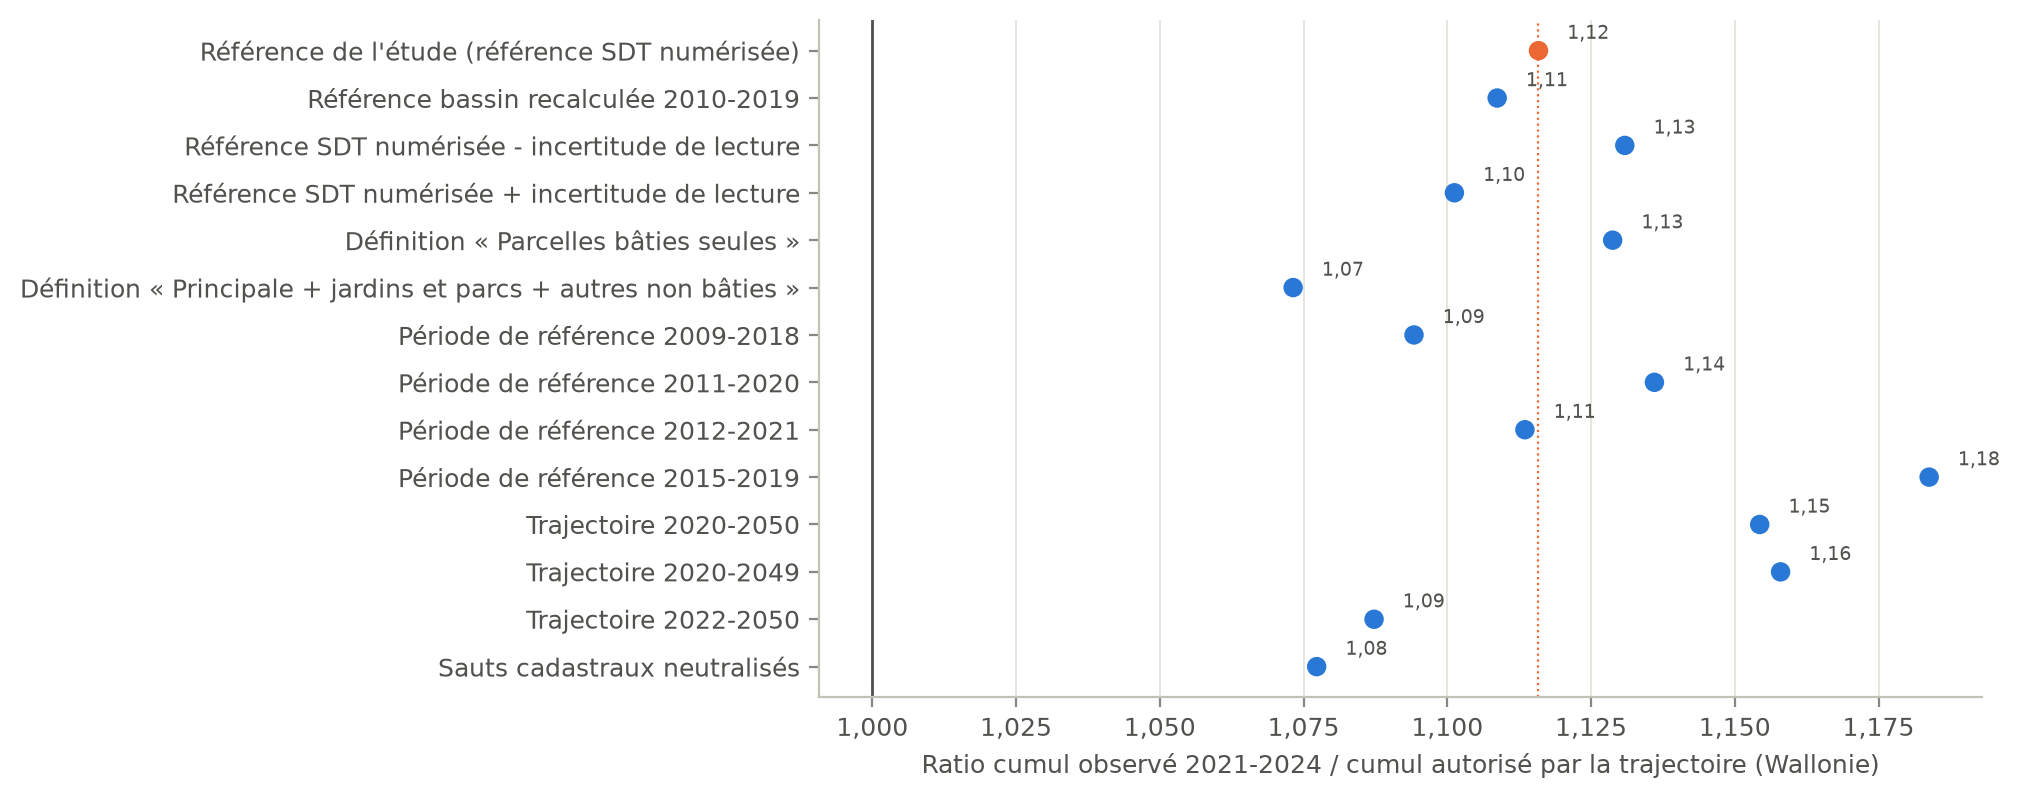 Référence de l'étude (référence SDT numérisée)
1,12
Référence bassin recalculée 2010-2019
1,11
Référence SDT numérisée - incertitude de lecture
1,13
Référence SDT numérisée + incertitude de lecture
1,10
Définition « Parcelles bâties seules »
1,13
Définition « Principale + jardins et parcs + autres non bâties »
1,07
Période de référence 2009-2018
1,09
Période de référence 2011-2020
1,14
Période de référence 2012-2021
1,11
Période de référence 2015-2019
1,18
Trajectoire 2020-2050
1,15
Trajectoire 2020-2049
1,16
Trajectoire 2022-2050
1,09
Sauts cadastraux neutralisés
1,08
1,000 1,025 1,050 1,075 1,100 1,125 1,150 1,175
Ratio cumul observé 2021-2024 / cumul autorisé par la trajectoire (Wallonie)